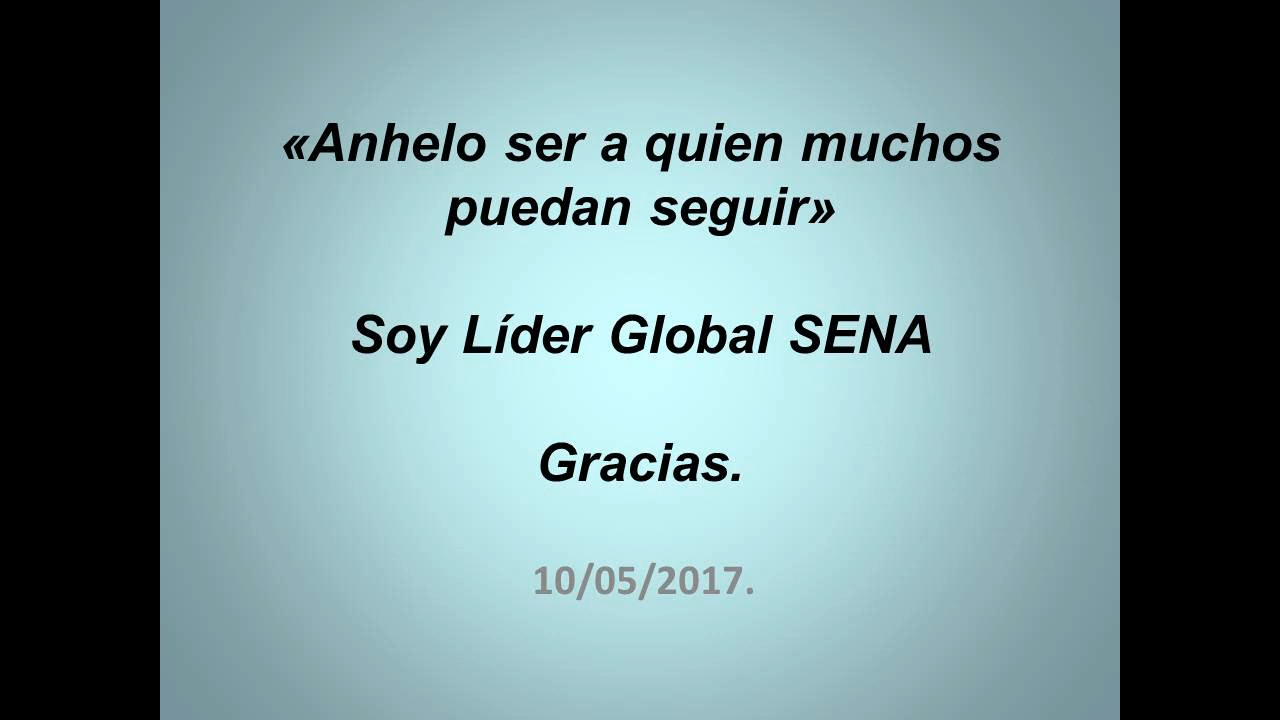 «Anhelo ser a quien muchos
puedan seguir»
Soy Líder Global SENA
Gracias.
10/05/2017.